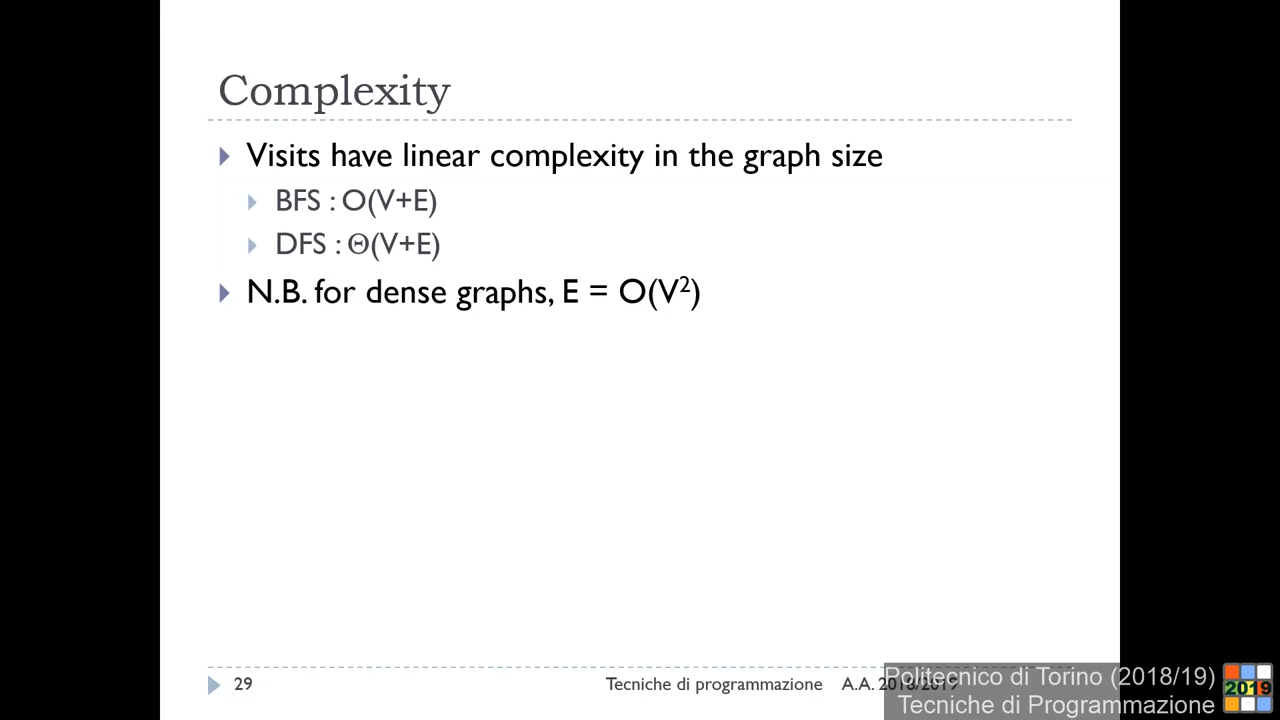 Complexity
Visits have linear complexity in the graph size
BFS : O(V+E)
DFS : Θ(V+E)
N.B. for dense graphs, E = O(V²)
29
Tecniche di programmazione A.A. 2018/2019
Politecnico di Torino (2018/19)
Tecniche di Programmazione
2019